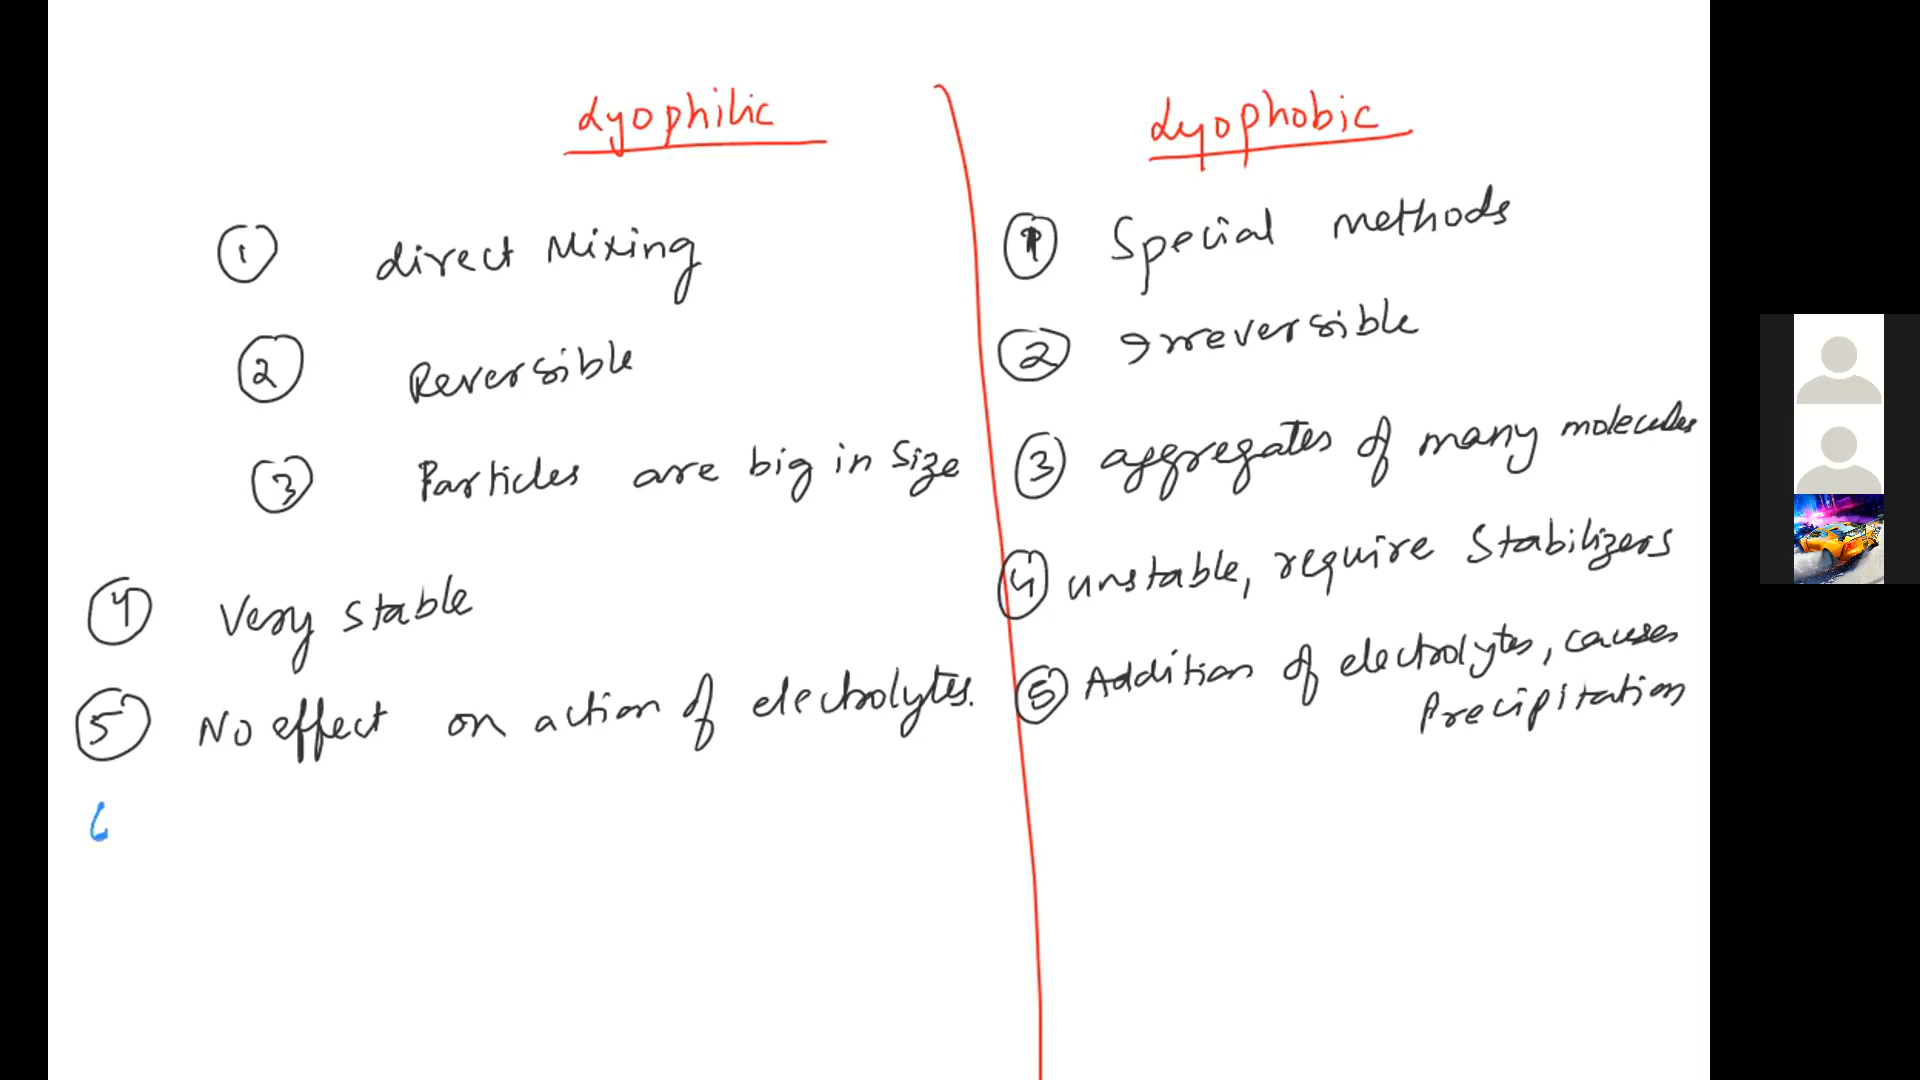 Lyophilic
① direct Mixing
② Reversible
③ Particles are big in size
④ Very stable
⑤ No effect on action of electrolytes.
Lyophobic
① Special methods
② Irreversible
③ aggregates of many molecules
④ unstable, require stabilizers
⑤ Addition of electrolytes, causes
Precipitation